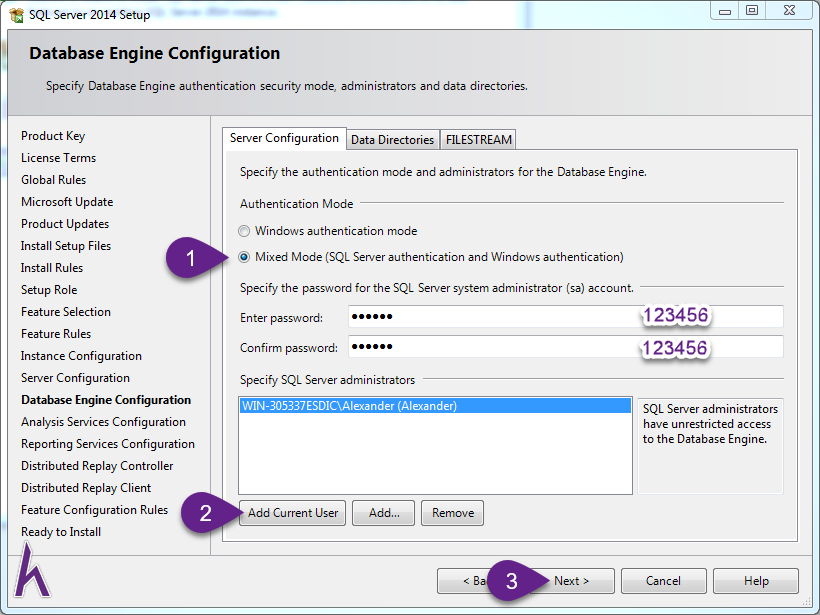 SQL Server 2014 Setup
Database Engine Configuration
Specify Database Engine authentication security mode, administrators and data directories.
Product Key
License Terms
Global Rules
Microsoft Update
Product Updates
Install Setup Files
Install Rules
Setup Role
Feature Selection
Feature Rules
Instance Configuration
Server Configuration
Database Engine Configuration
Analysis Services Configuration
Reporting Services Configuration
Distributed Replay Controller
Distributed Replay Client
Feature Configuration Rules
Ready to Install
Server Configuration Data Directories FILESTREAM
Specify the authentication mode and administrators for the Database Engine.
Authentication Mode
Windows authentication mode
1 Mixed Mode (SQL Server authentication and Windows authentication)
Specify the password for the SQL Server system administrator (sa) account.
Enter password: ●●●●●● 123456
Confirm password: ●●●●●● 123456
Specify SQL Server administrators
WIN-305337ESDIC\Alexander (Alexander)
SQL Server administrators
have unrestricted access
to the Database Engine.
2 Add Current User Add... Remove
h
< Ba 3 Next > Cancel Help